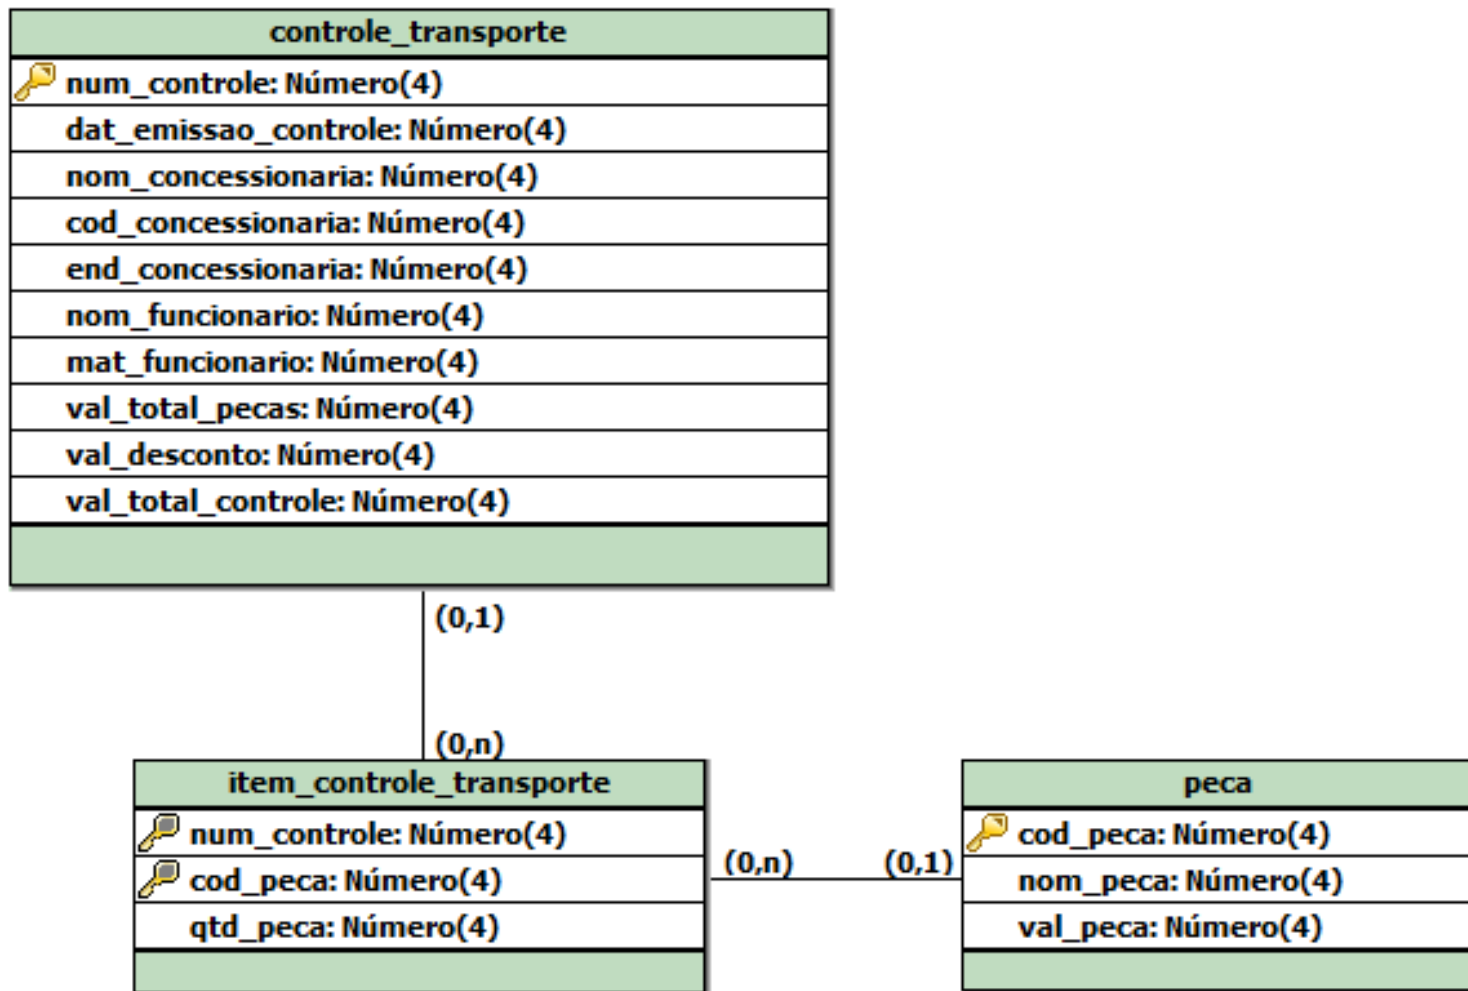 controle_transporte
num_controle: Número(4)
dat_emissao_controle: Número(4)
nom_concessionaria: Número(4)
cod_concessionaria: Número(4)
end_concessionaria: Número(4)
nom_funcionario: Número(4)
mat_funcionario: Número(4)
val_total_pecas: Número(4)
val_desconto: Número(4)
val_total_controle: Número(4)
(0,1)
(0,n)
item_controle_transporte
num_controle: Número(4)
cod_peca: Número(4)
qtd_peca: Número(4)
(0,n)
(0,1)
peca
cod_peca: Número(4)
nom_peca: Número(4)
val_peca: Número(4)